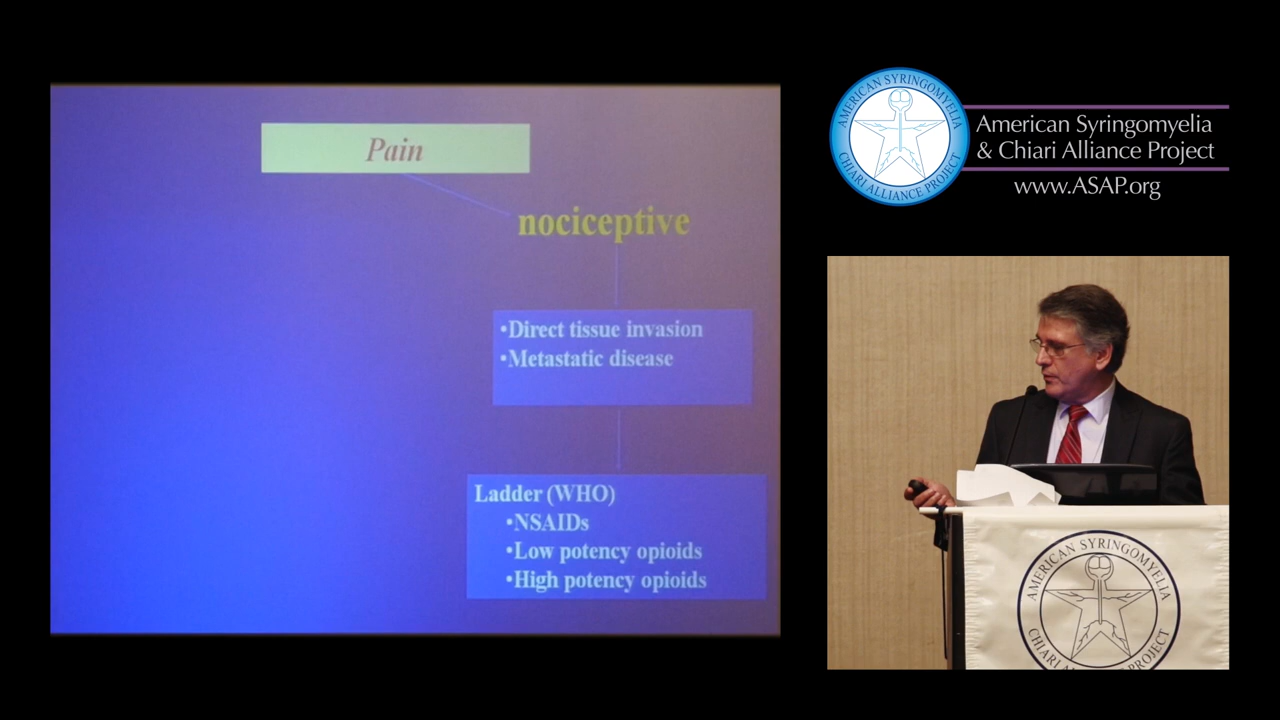 Pain
nociceptive
•Direct tissue invasion
•Metastatic disease
Ladder (WHO)
•NSAIDs
•Low potency opioids
•High potency opioids
AMERICAN SYRINGOMYELIA
CHIARI ALLIANCE PROJECT
American Syringomyelia
& Chiari Alliance Project
www.ASAP.org
AMERICAN SYRINGOMYELIA
CHIARI ALLIANCE PROJECT